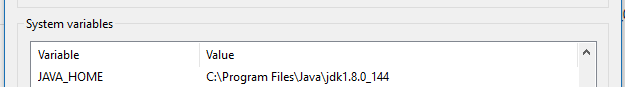 System variables
Variable Value
JAVA_HOME C:\Program Files\Java\jdk1.8.0_144